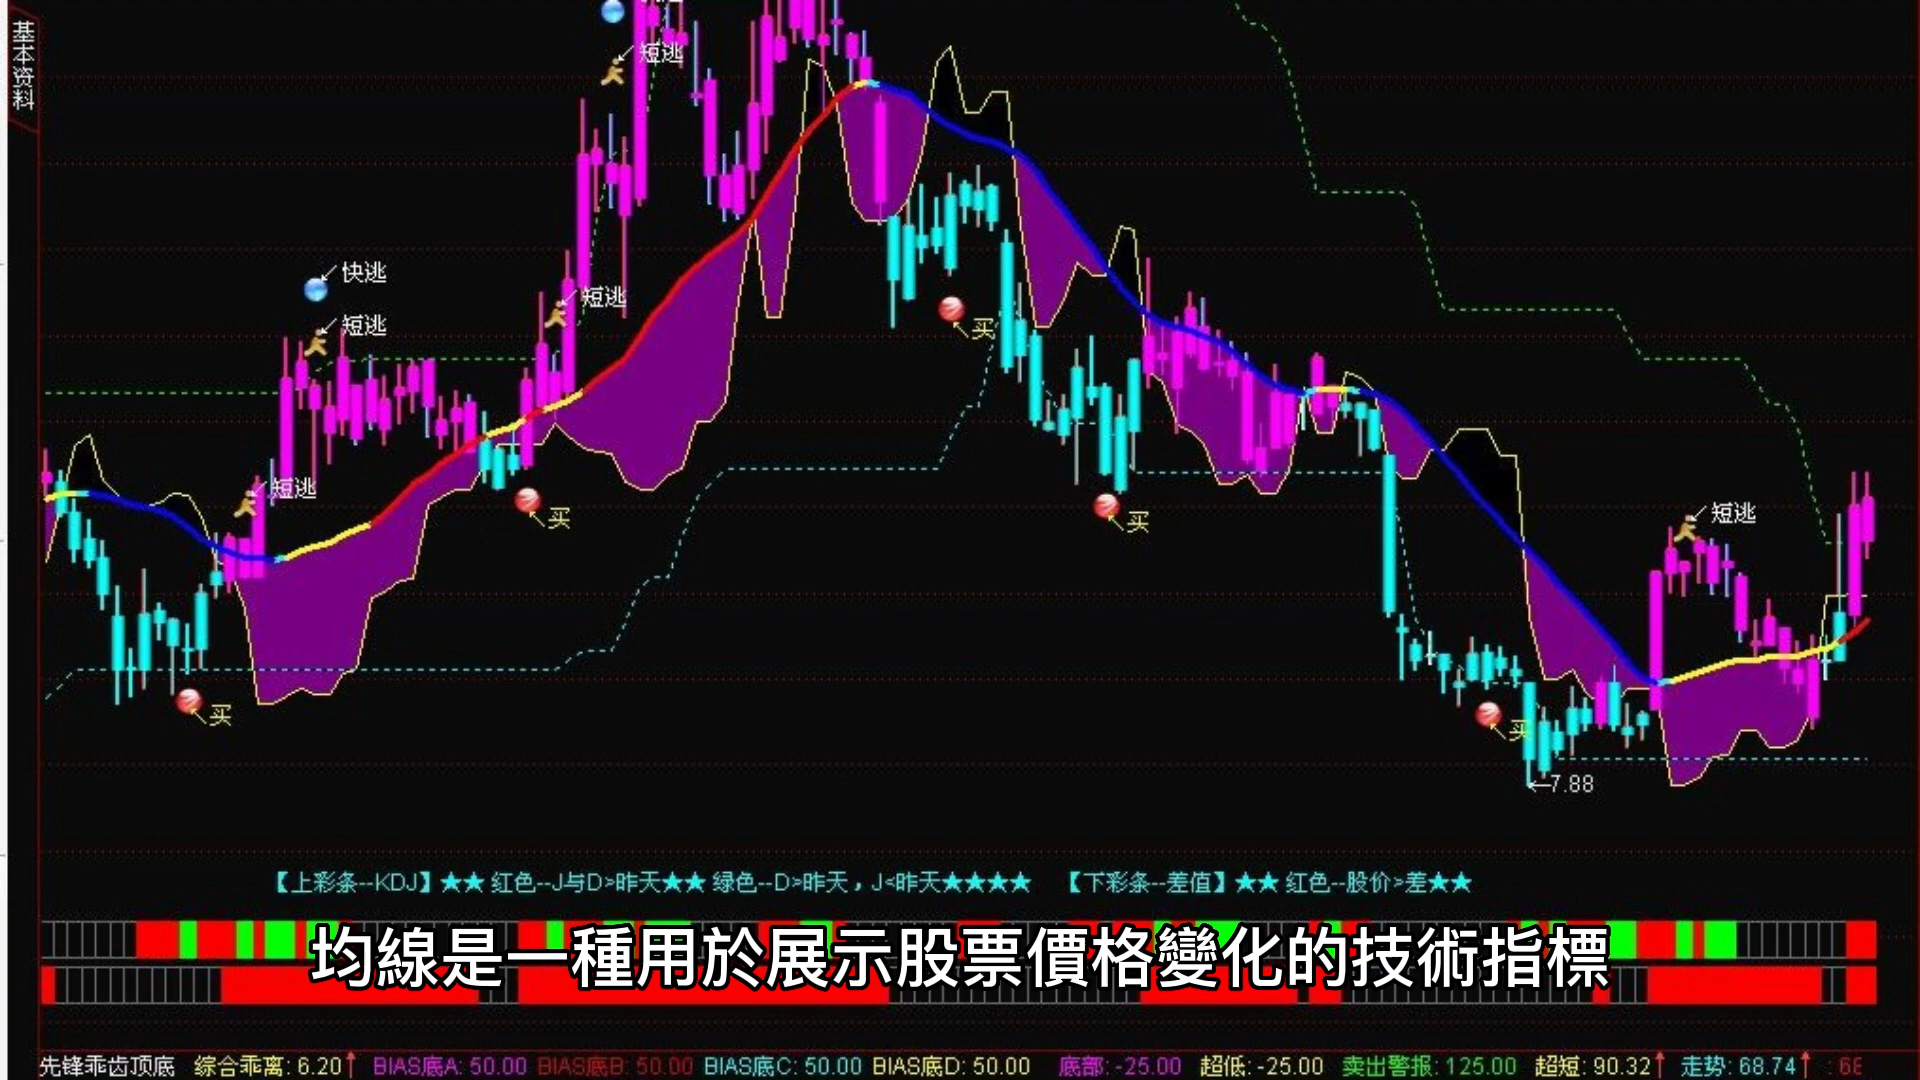 基本资料
短逃
快逃
短逃
短逃
短逃
买
买
买
买
短逃
买
←7.88
【上彩条--KDJ】★★ 红色--J与D>昨天★★ 绿色--D>昨天，J<昨天★★★★ 【下彩条--差值】★★ 红色--股价>差★★
均線是一種用於展示股票價格變化的技術指標
先锋乖齿顶底 综合乖离: 6.20↑ BIAS底A: 50.00 BIAS底B: 50.00 BIAS底C: 50.00 BIAS底D: 50.00 底部: -25.00 超低: -25.00 卖出警报: 125.00 超短: 90.32↑ 走势: 68.74↑ : 68